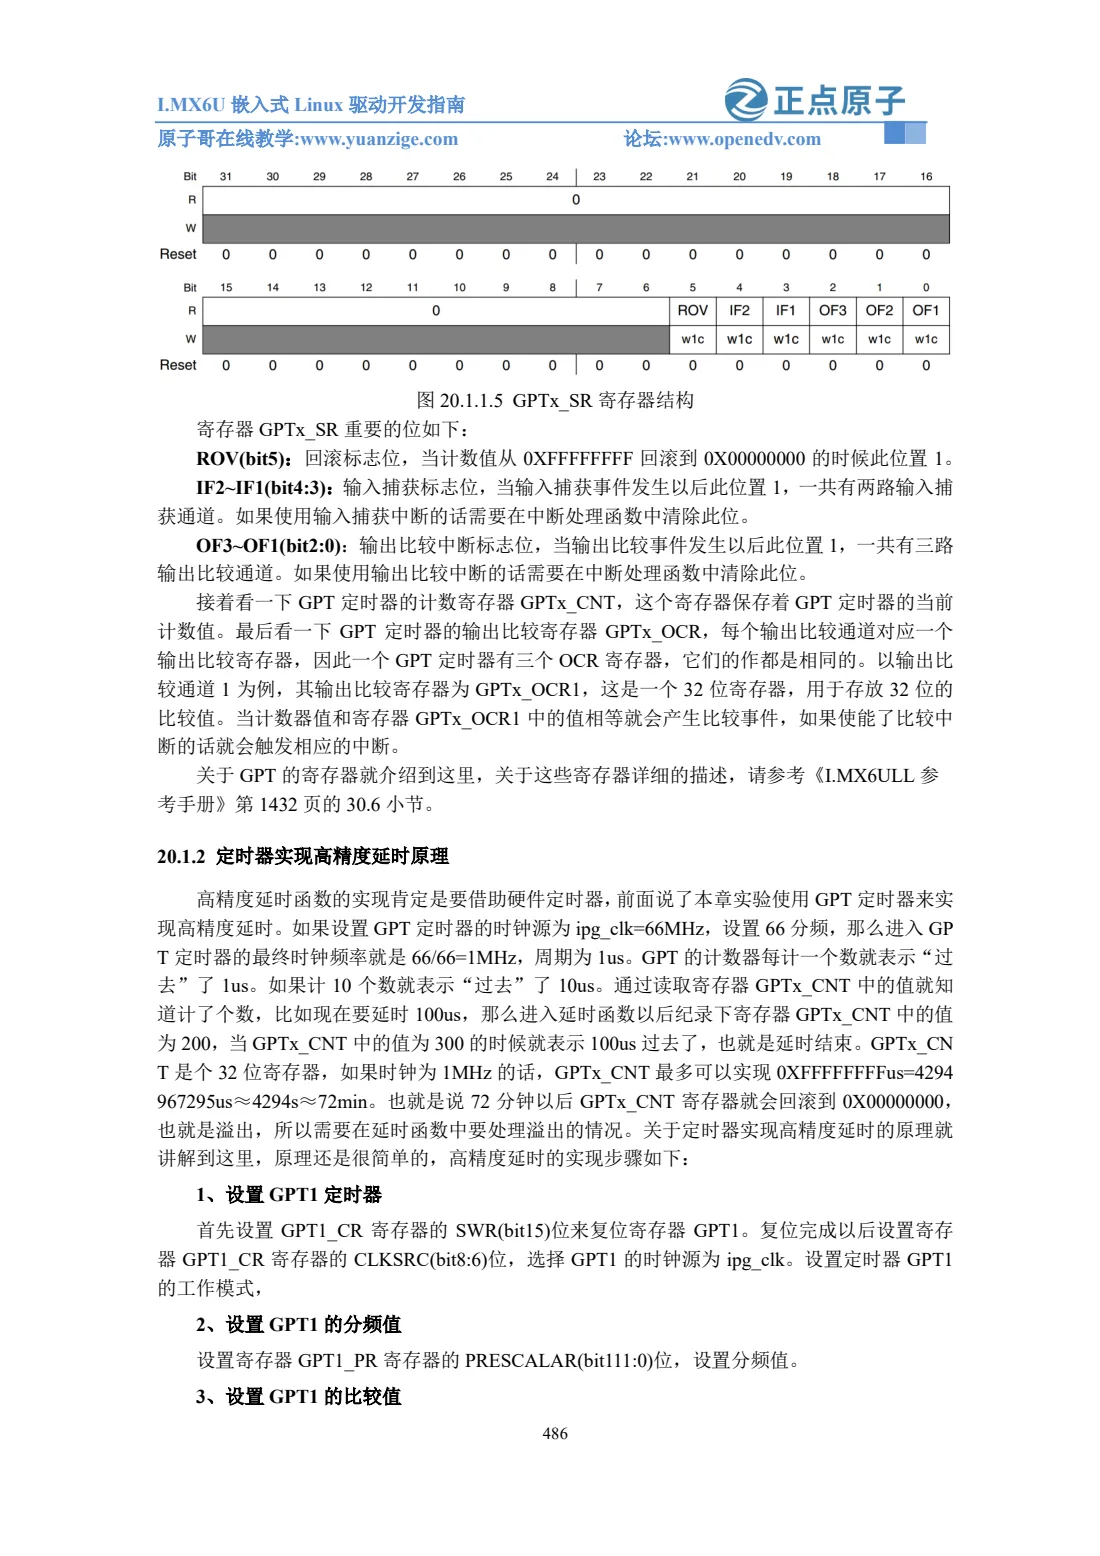 I.MX6U 嵌入式 Linux 驱动开发指南
正点原子
原子哥在线教学:www.yuanzige.com 论坛:www.openedv.com
Bit 31 30 29 28 27 26 25 24 23 22 21 20 19 18 17 16
R 0
W
Reset 0 0 0 0 0 0 0 0 0 0 0 0 0 0 0 0
Bit 15 14 13 12 11 10 9 8 7 6 5 4 3 2 1 0
R 0 ROV IF2 IF1 OF3 OF2 OF1
W w1c w1c w1c w1c w1c w1c
Reset 0 0 0 0 0 0 0 0 0 0 0 0 0 0 0 0
图 20.1.1.5 GPTx_SR 寄存器结构
寄存器 GPTx_SR 重要的位如下：
ROV(bit5)：回滚标志位，当计数值从 0XFFFFFFFF 回滚到 0X00000000 的时候此位置 1。
IF2~IF1(bit4:3)：输入捕获标志位，当输入捕获事件发生以后此位置 1，一共有两路输入捕
获通道。如果使用输入捕获中断的话需要在中断处理函数中清除此位。
OF3~OF1(bit2:0)：输出比较中断标志位，当输出比较事件发生以后此位置 1，一共有三路
输出比较通道。如果使用输出比较中断的话需要在中断处理函数中清除此位。
接着看一下 GPT 定时器的计数寄存器 GPTx_CNT，这个寄存器保存着 GPT 定时器的当前
计数值。最后看一下 GPT 定时器的输出比较寄存器 GPTx_OCR，每个输出比较通道对应一个
输出比较寄存器，因此一个 GPT 定时器有三个 OCR 寄存器，它们的作都是相同的。以输出比
较通道 1 为例，其输出比较寄存器为 GPTx_OCR1，这是一个 32 位寄存器，用于存放 32 位的
比较值。当计数器值和寄存器 GPTx_OCR1 中的值相等就会产生比较事件，如果使能了比较中
断的话就会触发相应的中断。
关于 GPT 的寄存器就介绍到这里，关于这些寄存器详细的描述，请参考《I.MX6ULL 参
考手册》第 1432 页的 30.6 小节。
20.1.2 定时器实现高精度延时原理
高精度延时函数的实现肯定是要借助硬件定时器，前面说了本章实验使用 GPT 定时器来实
现高精度延时。如果设置 GPT 定时器的时钟源为 ipg_clk=66MHz，设置 66 分频，那么进入 GP
T 定时器的最终时钟频率就是 66/66=1MHz，周期为 1us。GPT 的计数器每计一个数就表示“过
去”了 1us。如果计 10 个数就表示“过去”了 10us。通过读取寄存器 GPTx_CNT 中的值就知
道计了个数，比如现在要延时 100us，那么进入延时函数以后纪录下寄存器 GPTx_CNT 中的值
为 200，当 GPTx_CNT 中的值为 300 的时候就表示 100us 过去了，也就是延时结束。GPTx_CN
T 是个 32 位寄存器，如果时钟为 1MHz 的话，GPTx_CNT 最多可以实现 0XFFFFFFFFus=4294
967295us≈4294s≈72min。也就是说 72 分钟以后 GPTx_CNT 寄存器就会回滚到 0X00000000，
也就是溢出，所以需要在延时函数中要处理溢出的情况。关于定时器实现高精度延时的原理就
讲解到这里，原理还是很简单的，高精度延时的实现步骤如下：
1、设置 GPT1 定时器
首先设置 GPT1_CR 寄存器的 SWR(bit15)位来复位寄存器 GPT1。复位完成以后设置寄存
器 GPT1_CR 寄存器的 CLKSRC(bit8:6)位，选择 GPT1 的时钟源为 ipg_clk。设置定时器 GPT1
的工作模式，
2、设置 GPT1 的分频值
设置寄存器 GPT1_PR 寄存器的 PRESCALAR(bit111:0)位，设置分频值。
3、设置 GPT1 的比较值
486